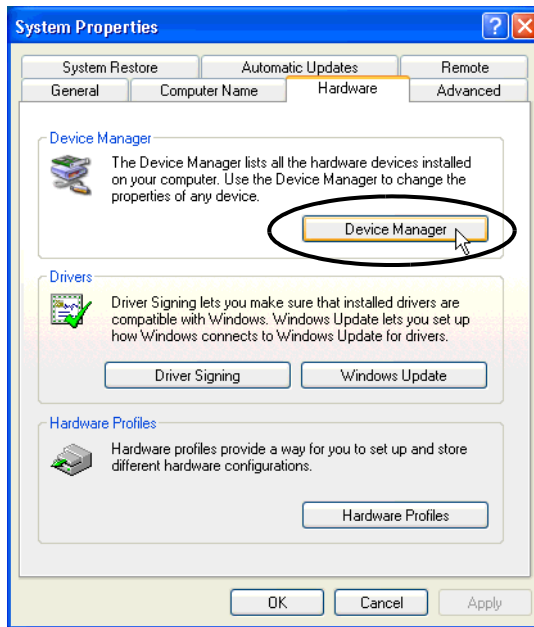 System Properties
System Restore Automatic Updates Remote
General Computer Name Hardware Advanced
Device Manager
The Device Manager lists all the hardware devices installed
on your computer. Use the Device Manager to change the
properties of any device.
Device Manager
Drivers
Driver Signing lets you make sure that installed drivers are
compatible with Windows. Windows Update lets you set up
how Windows connects to Windows Update for drivers.
Driver Signing Windows Update
Hardware Profiles
Hardware profiles provide a way for you to set up and store
different hardware configurations.
Hardware Profiles
OK Cancel Apply